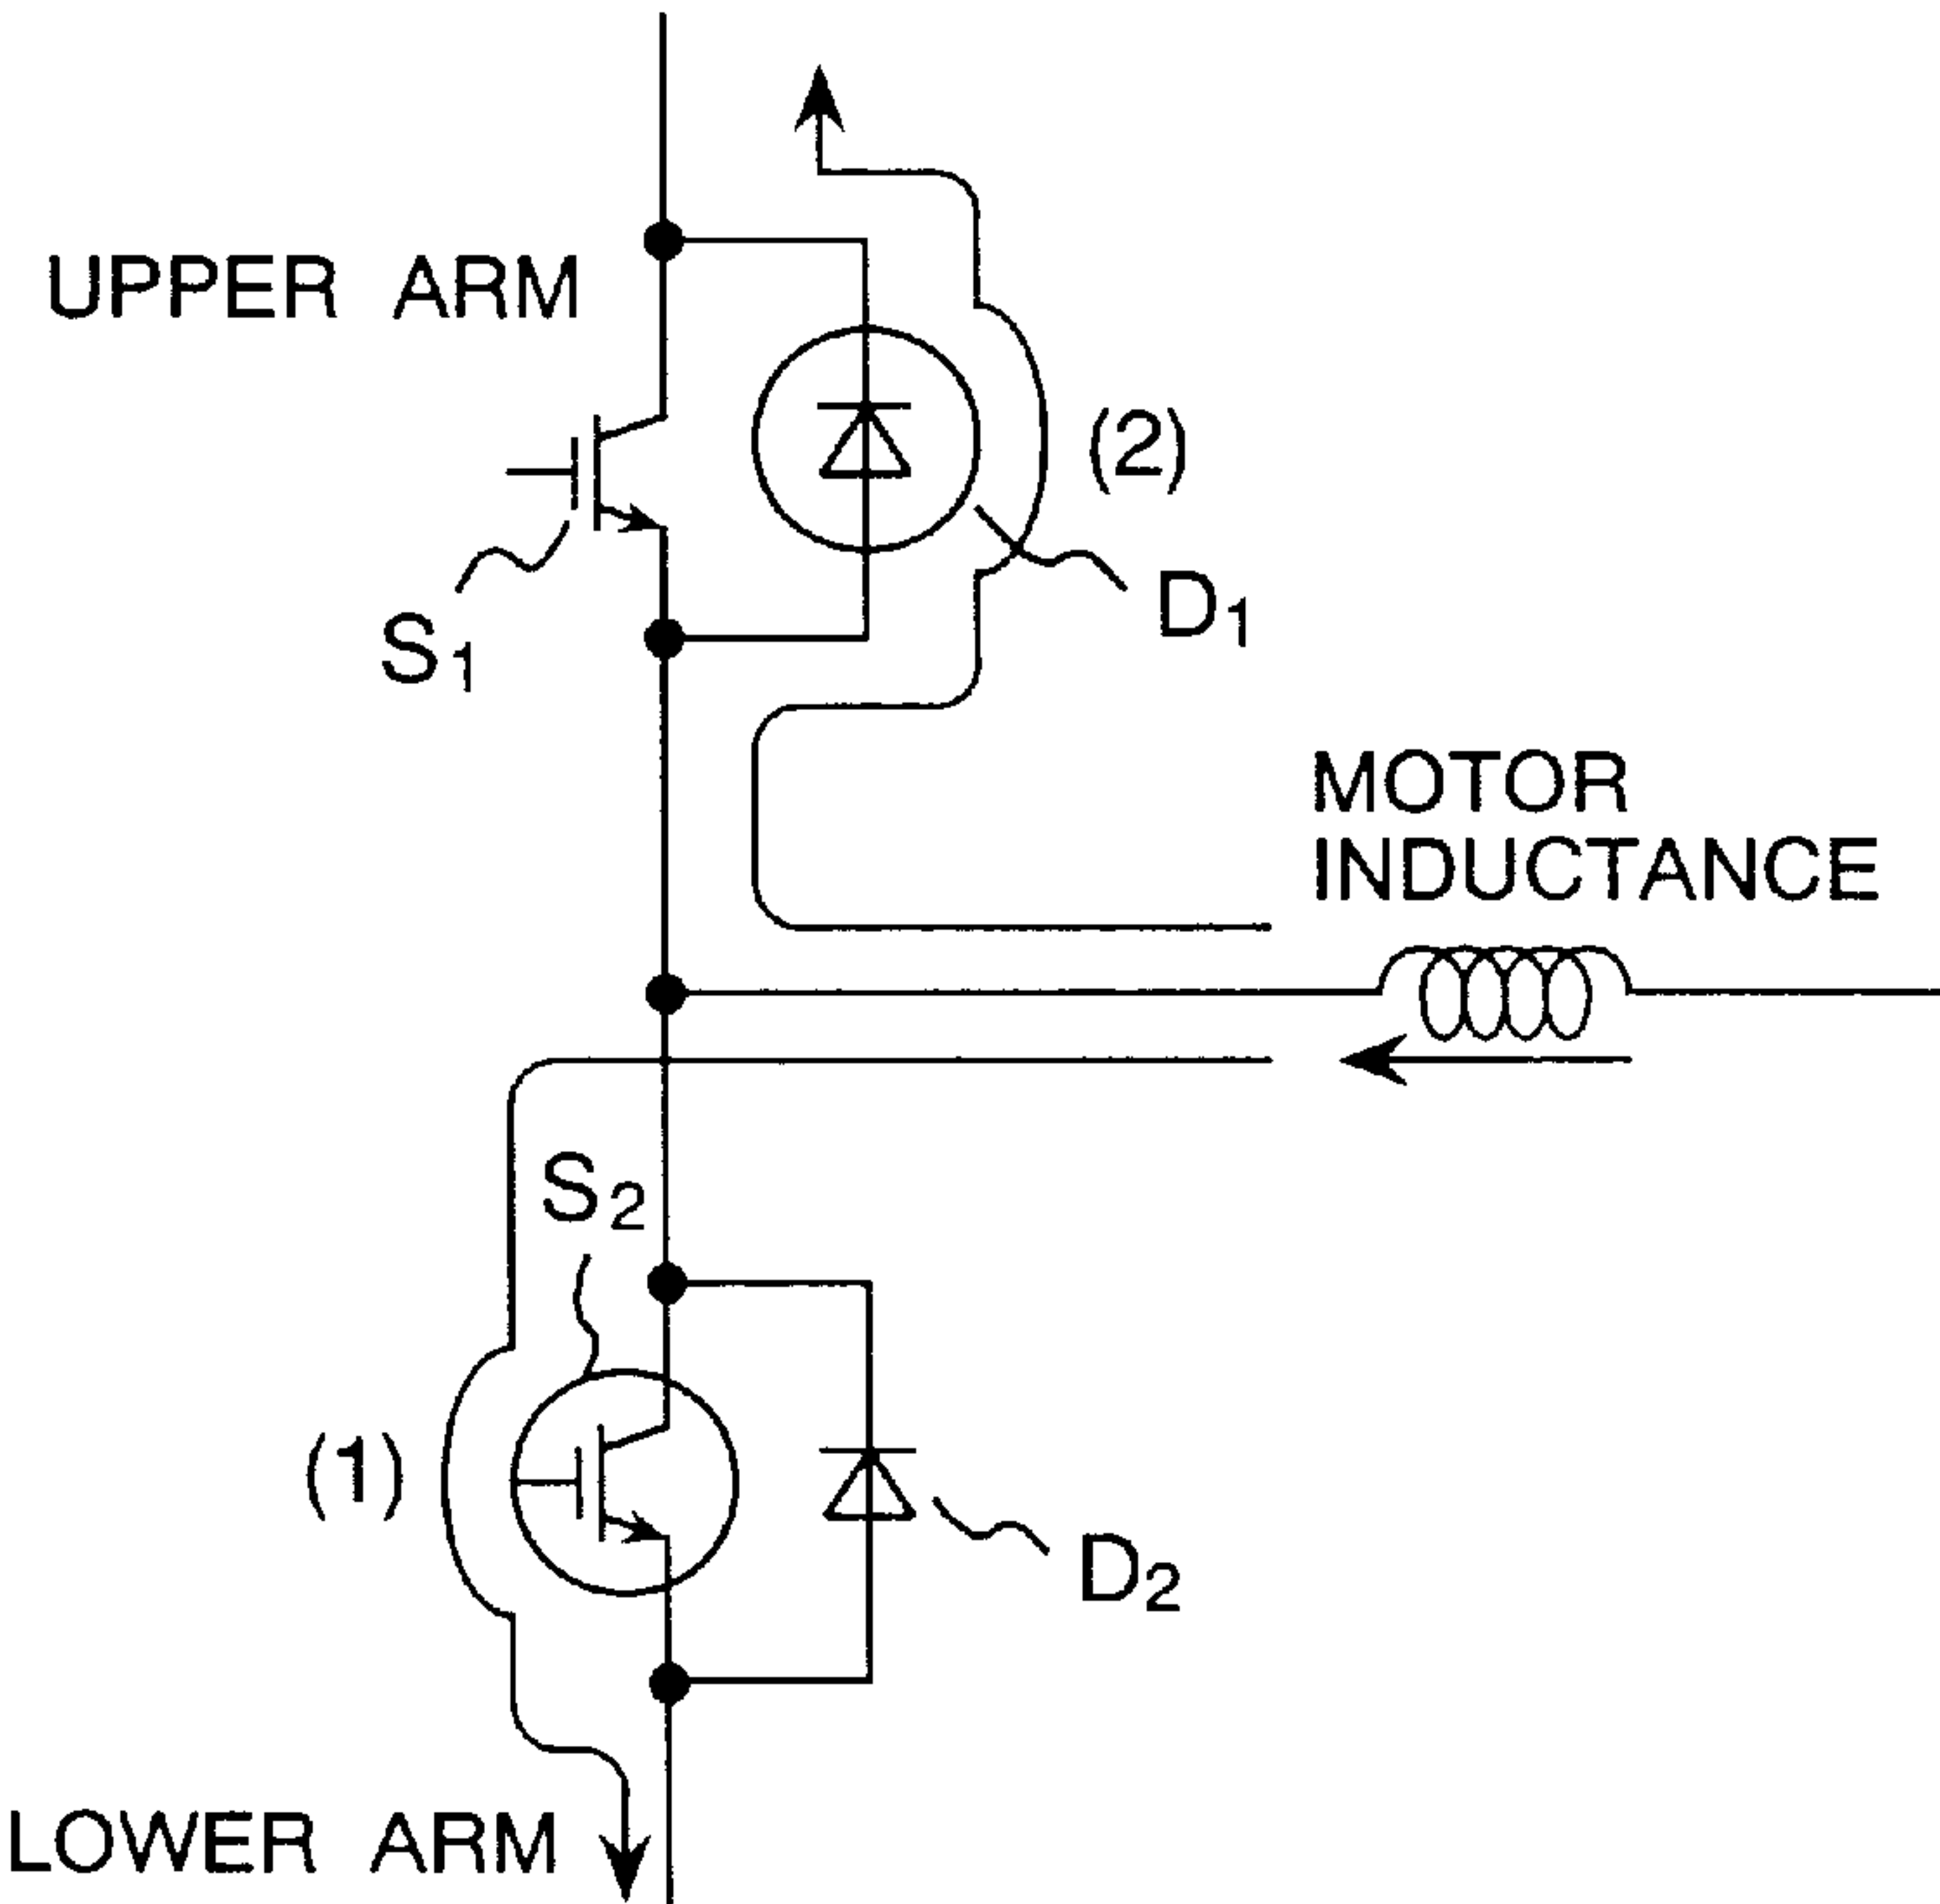 UPPER ARM
(2)
D1
S1
MOTOR
INDUCTANCE
S2
(1)
D2
LOWER ARM